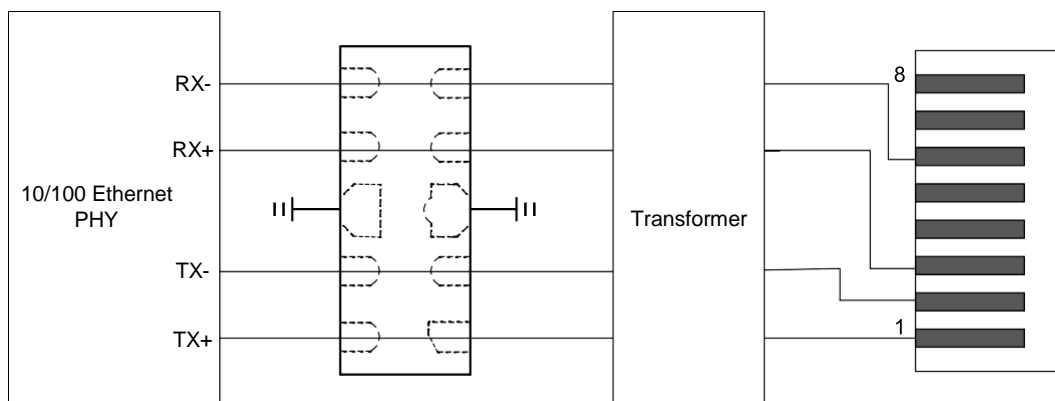 RX-
RX+
10/100 Ethernet
PHY
TX-
TX+
Transformer
8
1